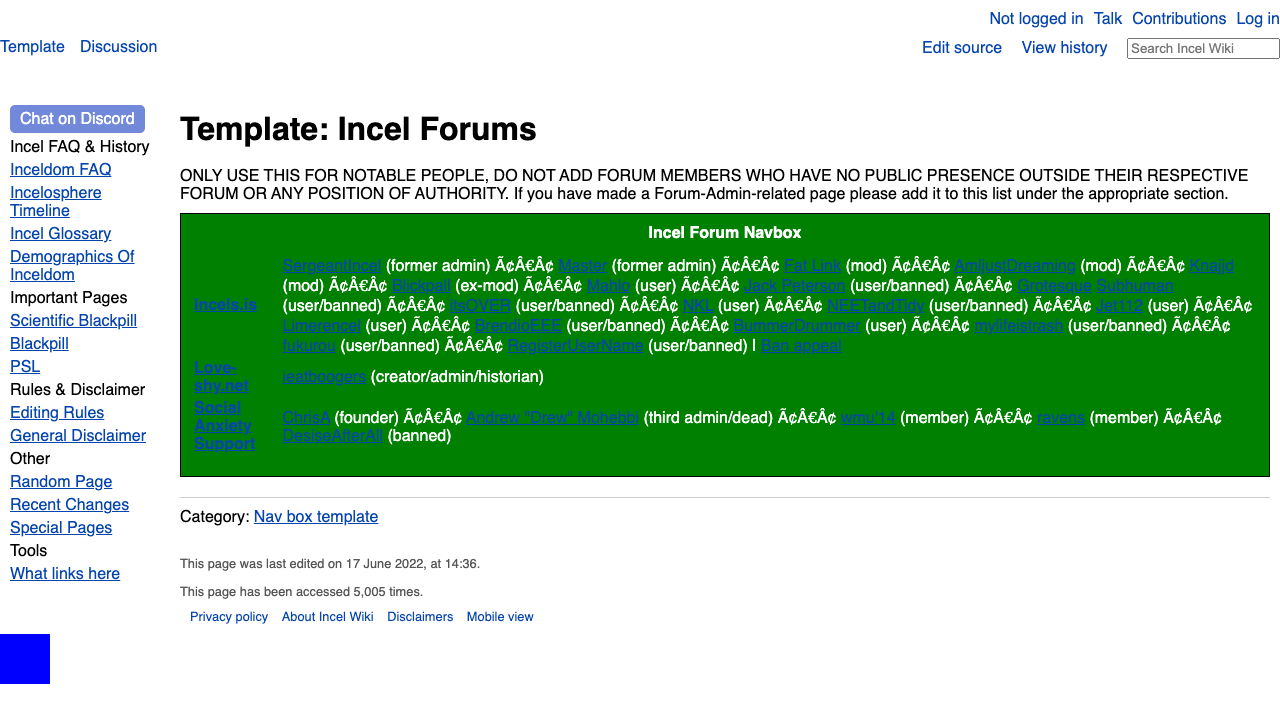 Not logged in Talk Contributions Log in
Template Discussion
Edit source View history Search Incel Wiki
Chat on Discord
Incel FAQ & History
Inceldom FAQ
Incelosphere
Timeline
Incel Glossary
Demographics Of
Inceldom
Important Pages
Scientific Blackpill
Blackpill
PSL
Rules & Disclaimer
Editing Rules
General Disclaimer
Other
Random Page
Recent Changes
Special Pages
Tools
What links here
Template: Incel Forums
ONLY USE THIS FOR NOTABLE PEOPLE, DO NOT ADD FORUM MEMBERS WHO HAVE NO PUBLIC PRESENCE OUTSIDE THEIR RESPECTIVE
FORUM OR ANY POSITION OF AUTHORITY. If you have made a Forum-Admin-related page please add it to this list under the appropriate section.
Incel Forum Navbox
Incels.is
SergeantIncel (former admin) Ã¢Â€Â¢ Master (former admin) Ã¢Â€Â¢ Fat Link (mod) Ã¢Â€Â¢ AmIjustDreaming (mod) Ã¢Â€Â¢ Knajjd
(mod) Ã¢Â€Â¢ Blickpall (ex-mod) Ã¢Â€Â¢ Mahio (user) Ã¢Â€Â¢ Jack Peterson (user/banned) Ã¢Â€Â¢ Grotesque Subhuman
(user/banned) Ã¢Â€Â¢ itsOVER (user/banned) Ã¢Â€Â¢ NKL (user) Ã¢Â€Â¢ NEETandTidy (user/banned) Ã¢Â€Â¢ Jet112 (user) Ã¢Â€Â¢
Limerencel (user) Ã¢Â€Â¢ BrendioEEE (user/banned) Ã¢Â€Â¢ BummerDrummer (user) Ã¢Â€Â¢ mylifeistrash (user/banned) Ã¢Â€Â¢
fukurou (user/banned) Ã¢Â€Â¢ RegisterUserName (user/banned) | Ban appeal
Love-
shy.net
ieatboogers (creator/admin/historian)
Social
Anxiety
Support
ChrisA (founder) Ã¢Â€Â¢ Andrew "Drew" Mohebbi (third admin/dead) Ã¢Â€Â¢ wmu'14 (member) Ã¢Â€Â¢ ravens (member) Ã¢Â€Â¢
DesiseAfterAll (banned)
Category: Nav box template
This page was last edited on 17 June 2022, at 14:36.
This page has been accessed 5,005 times.
Privacy policy About Incel Wiki Disclaimers Mobile view